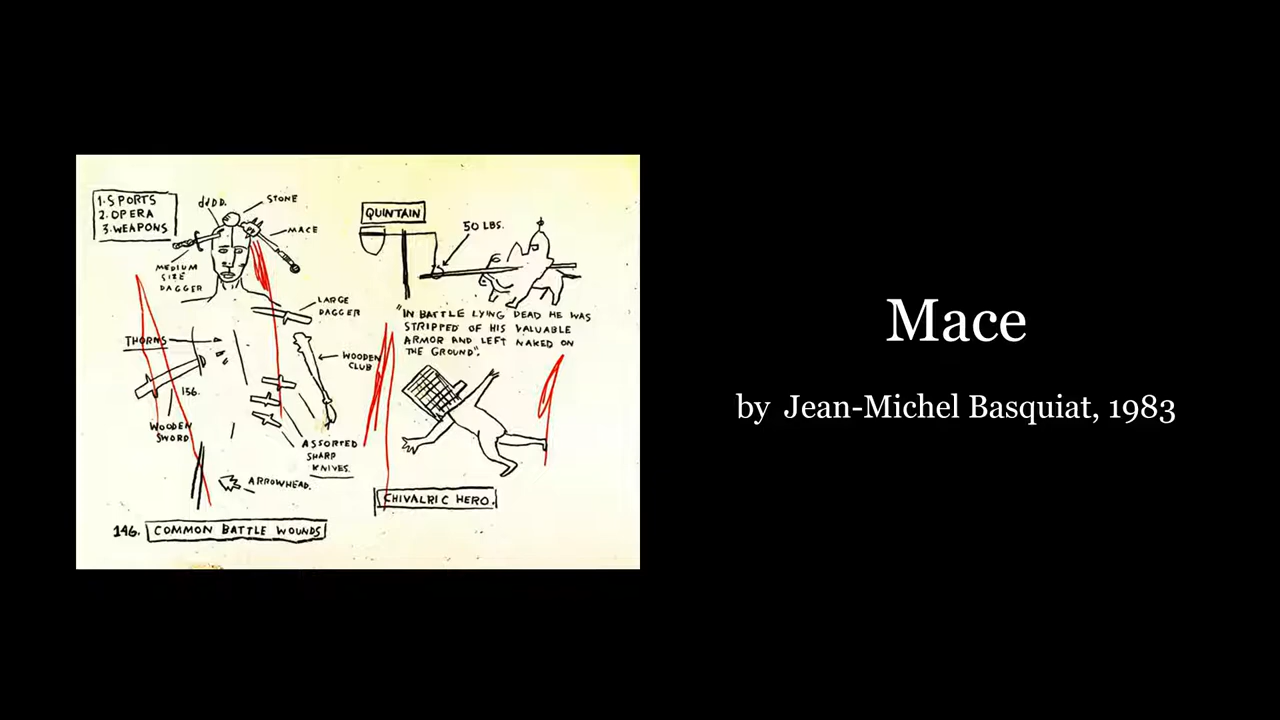 1. SPORTS
2. OPERA
3. WEAPONS
STONE
MACE
MEDIUM
SIZE
DAGGER
LARGE
DAGGER
THORNS
WOODEN
CLUB
156.
WOODEN
SWORD
ASSORTED
SHARP
KNIVES.
ARROWHEAD.
146. COMMON BATTLE WOUNDS
QUINTAIN
50 LBS.
"IN BATTLE LYING DEAD HE WAS
STRIPPED OF HIS VALUABLE
ARMOR AND LEFT NAKED ON
THE GROUND".
CHIVALRIC HERO.
Mace
by Jean-Michel Basquiat, 1983